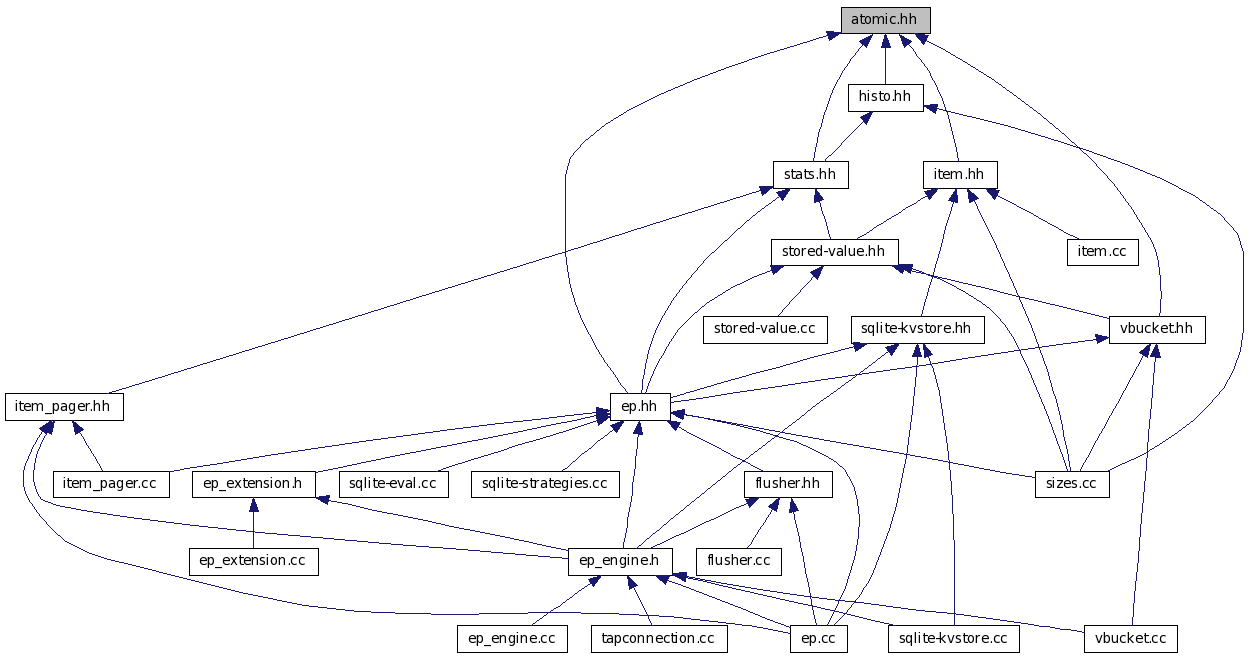 atomic.hh
histo.hh
stats.hh
item.hh
stored-value.hh
item.cc
stored-value.cc
sqlite-kvstore.hh
vbucket.hh
item_pager.hh
ep.hh
item_pager.cc
ep_extension.h
sqlite-eval.cc
sqlite-strategies.cc
flusher.hh
sizes.cc
ep_extension.cc
ep_engine.h
flusher.cc
ep_engine.cc
tapconnection.cc
ep.cc
sqlite-kvstore.cc
vbucket.cc